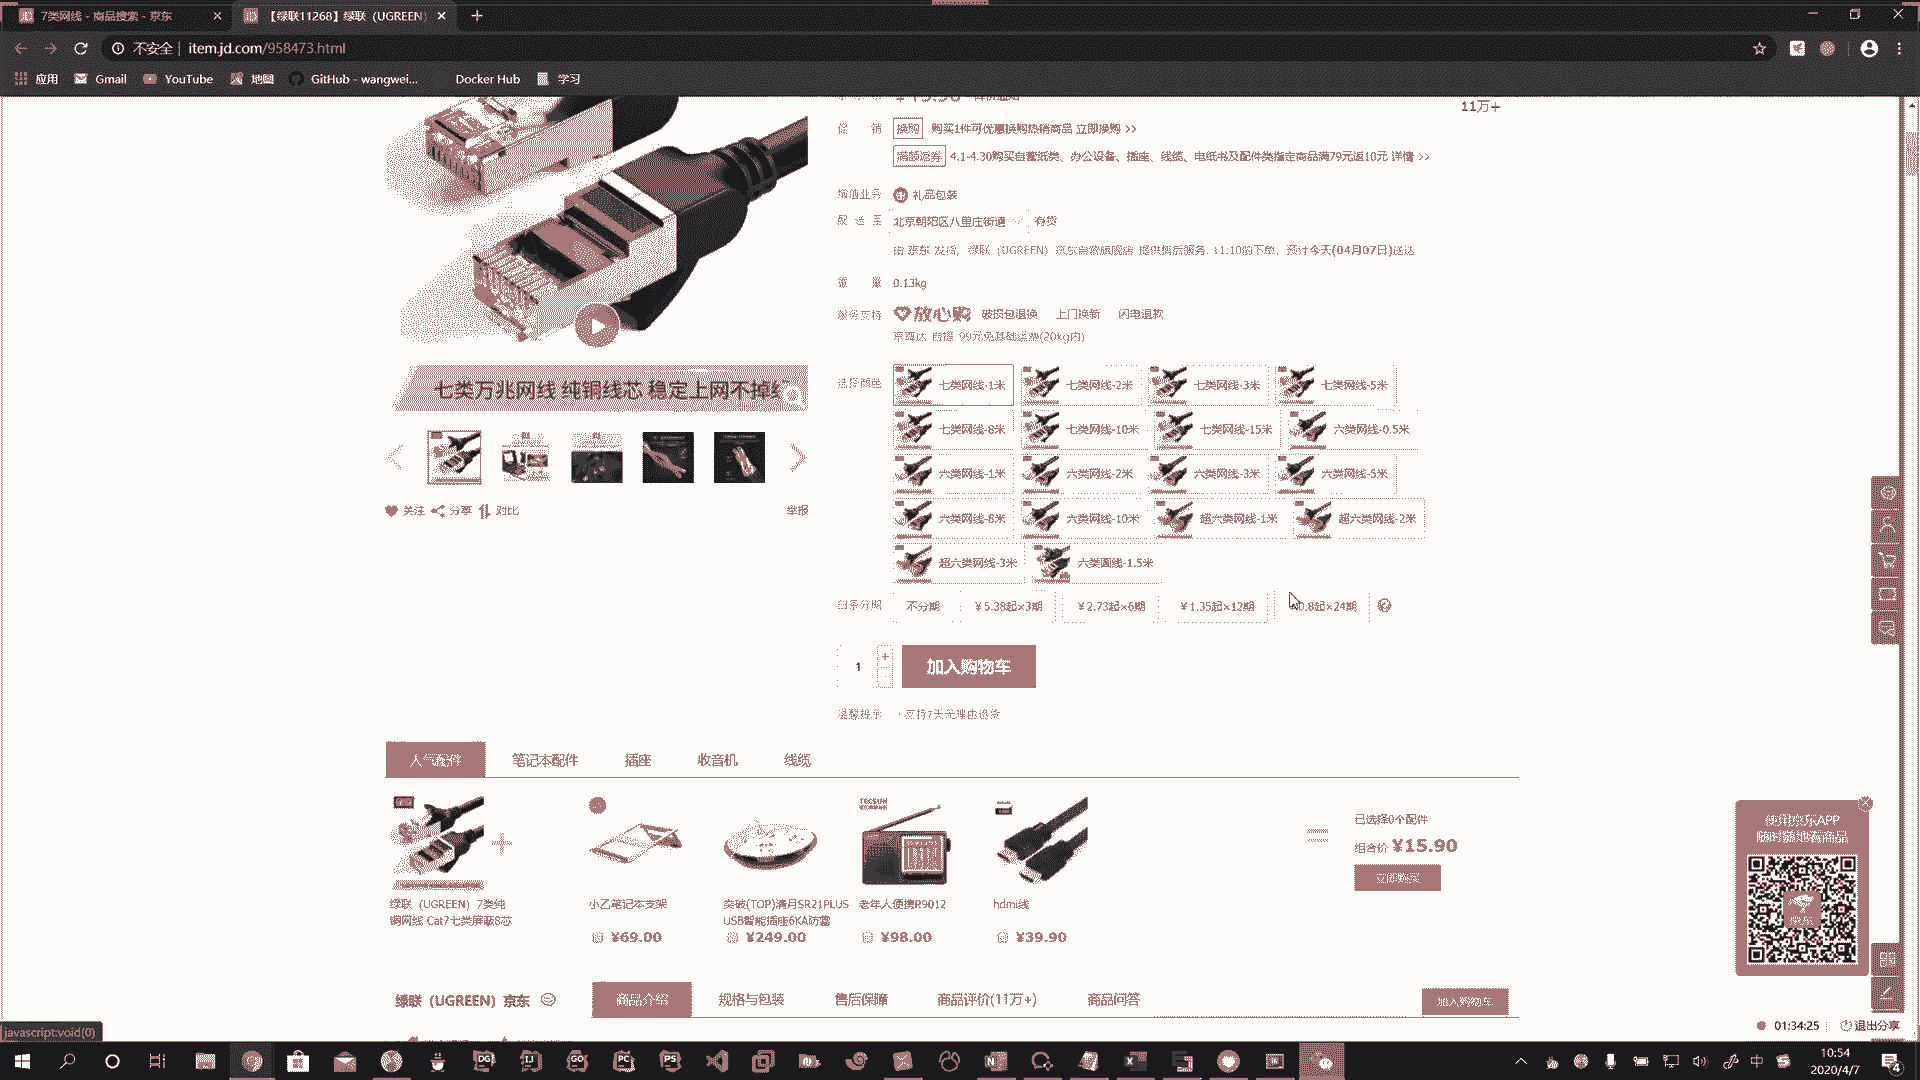 7类网线 - 商品搜索 - 京东
【绿联11268】绿联（UGREEN）
不安全 | item.jd.com/958473.html
应用 Gmail YouTube 地图 GitHub - wangwei... Docker Hub 学习
11万+
促 销 换购 购买1件可优惠换购热销商品 立即换购 >>
满额返券 4.1-4.30购买自营纸类、办公设备、插座、线缆、电纸书及配件类指定商品满79元返10元 详情 >>
增值业务 礼品包装
配 送 至 北京朝阳区八里庄街道 有货
由 京东 发货，绿联（UGREEN）京东自营旗舰店 提供售后服务. 11:10前下单，预计今天(04月07日)送达
重 量 0.13kg
服务支持 放心购 破损包退换 上门换新 闪电退款
京尊达 自提 99元免基础运费(20kg内)
选择颜色 七类网线-1米 七类网线-2米 七类网线-3米 七类网线-5米
七类网线-8米 七类网线-10米 七类网线-15米 六类网线-0.5米
六类网线-1米 六类网线-2米 六类网线-3米 六类网线-5米
六类网线-8米 六类网线-10米 超六类网线-1米 超六类网线-2米
超六类网线-3米 六类圆线-1.5米
白条分期 不分期 ￥5.38起×3期 ￥2.73起×6期 ￥1.35起×12期 0.8起×24期
1 + - 加入购物车
温馨提示 · 支持7天无理由退货
七类万兆网线 纯铜线芯 稳定上网不掉线
关注 分享 对比 举报
人气配件 笔记本配件 插座 收音机 线缆
TECSUN
绿联（UGREEN）7类纯
铜网线 Cat7七类屏蔽8芯
小乙笔记本支架
¥69.00
突破(TOP)清月SR21PLUS
USB智能插座6KA防雷
¥249.00
老年人便携R9012
¥98.00
hdmi线
¥39.90
已选择0个配件
组合价 ¥15.90
立即购买
使用京东APP
随时随地看商品
京东
绿联（UGREEN）京东 商品介绍 规格与包装 售后保障 商品评价(11万+) 商品问答 加入购物车
javascript:void(0)
01:34:25 退出分享
DG IJ GO PC PS
中
10:54
2020/4/7
4